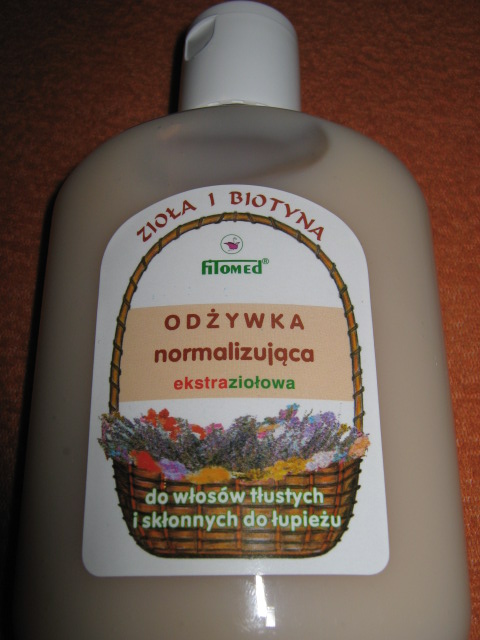 ZIOŁA I BIOTYNA
fitomed®
ODŻYWKA
normalizująca
ekstraziołowa
do włosów tłustych
i skłonnych do łupieżu